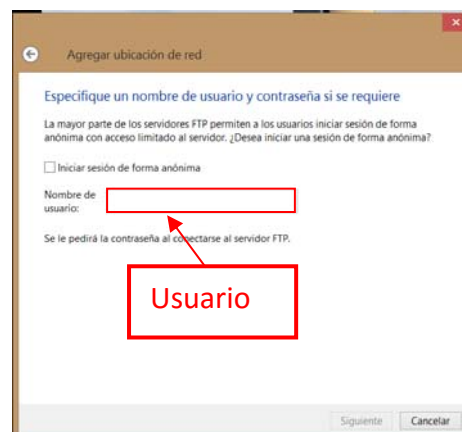 Agregar ubicación de red
Especifique un nombre de usuario y contraseña si se requiere
La mayor parte de los servidores FTP permiten a los usuarios iniciar sesión de forma
anónima con acceso limitado al servidor. ¿Desea iniciar una sesión de forma anónima?
Iniciar sesión de forma anónima
Nombre de
usuario:
Se le pedirá la contraseña al conectarse al servidor FTP.
Usuario
Siguiente Cancelar